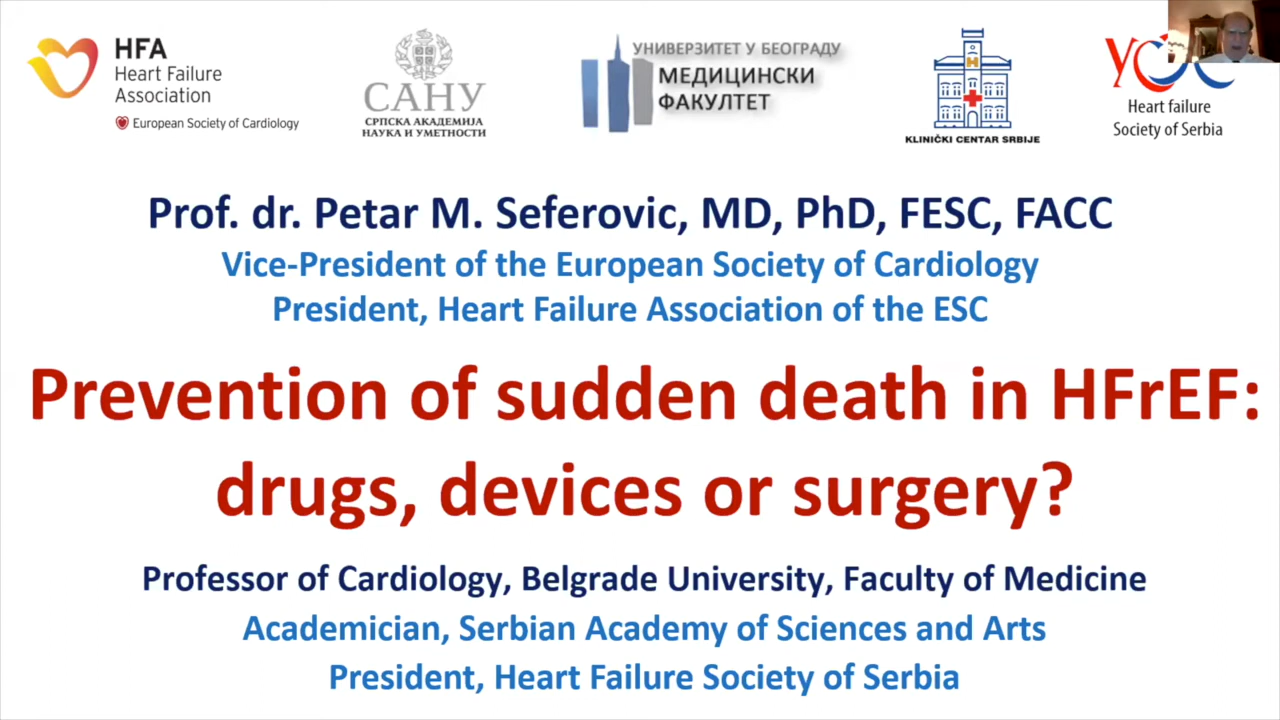 HFA
Heart Failure
Association
European Society of Cardiology
САНУ
СРПСКА АКАДЕМИЈА
НАУКА И УМЕТНОСТИ
УНИВЕРЗИТЕТ У БЕОГРАДУ
МЕДИЦИНСКИ
ФАКУЛТЕТ
H
KLINIČKI CENTAR SRBIJE
Heart failure
Society of Serbia
Prof. dr. Petar M. Seferovic, MD, PhD, FESC, FACC
Vice-President of the European Society of Cardiology
President, Heart Failure Association of the ESC
Prevention of sudden death in HFrEF:
drugs, devices or surgery?
Professor of Cardiology, Belgrade University, Faculty of Medicine
Academician, Serbian Academy of Sciences and Arts
President, Heart Failure Society of Serbia